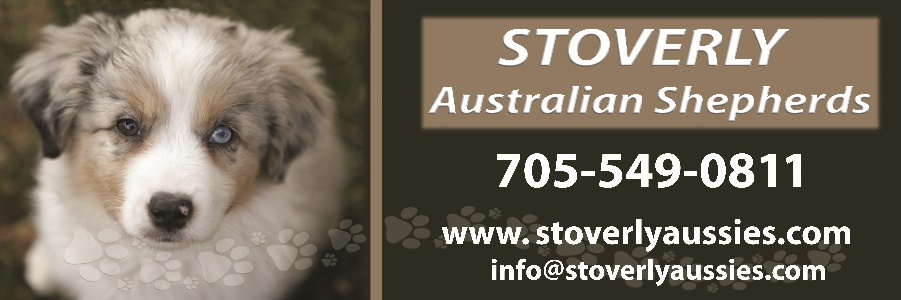 STOVERLY
Australian Shepherds
705-549-0811
www. stoverlyaussies.com
info@stoverlyaussies.com